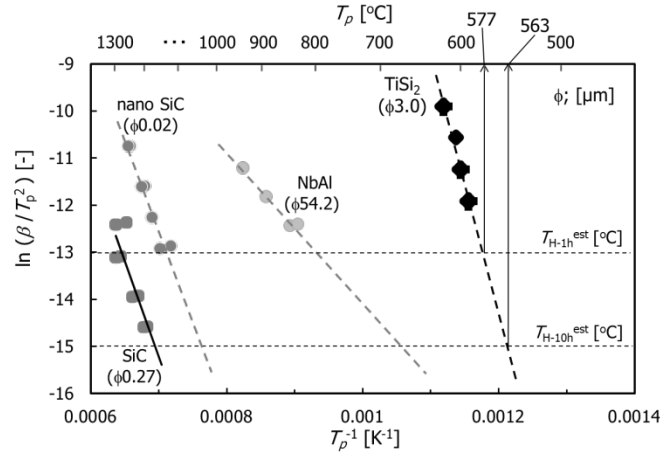 T_p [°C]
577
563
1300 ··· 1000 900 800 700 600 500
-9
-10
-11
-12
-13
-14
-15
-16
ln (β/T_p²) [-]
nano SiC
(ϕ0.02)
TiSi₂
(ϕ3.0)
ϕ; [µm]
NbAl
(ϕ54.2)
T_H-1h^est [°C]
T_H-10h^est [°C]
SiC
(ϕ0.27)
0.0006 0.0008 0.001 0.0012 0.0014
T_p⁻¹ [K⁻¹]